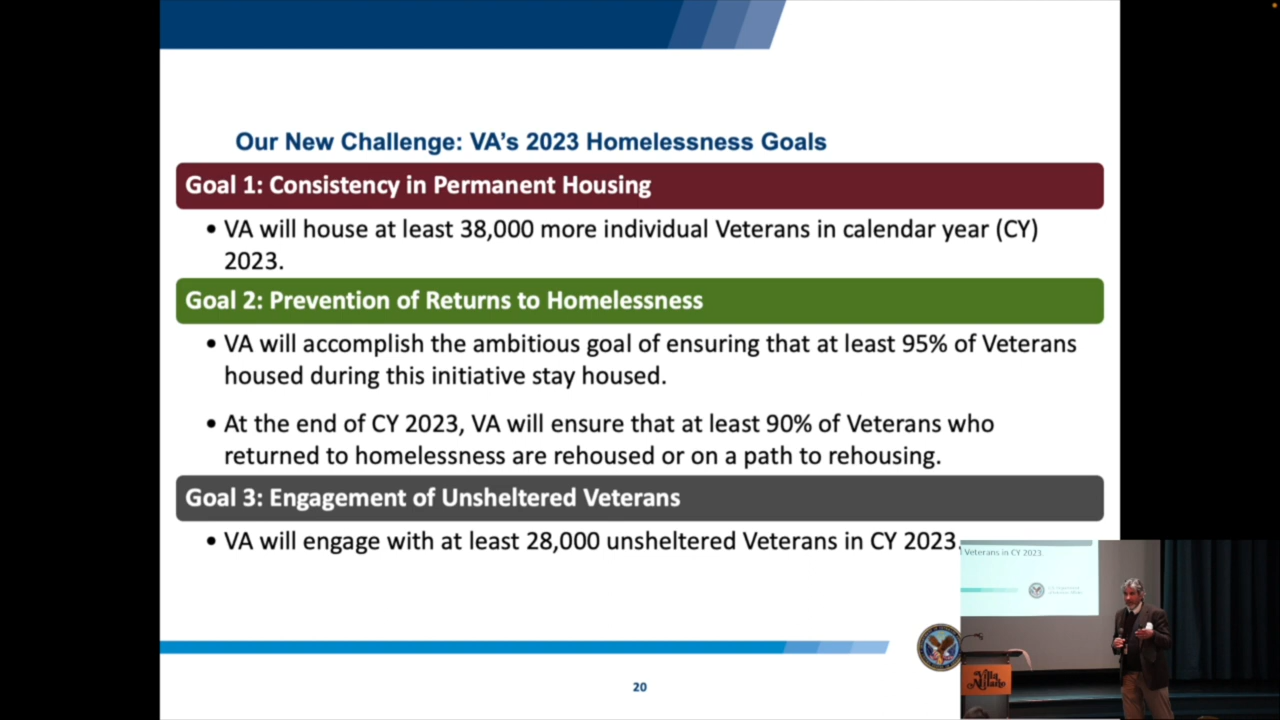 Our New Challenge: VA's 2023 Homelessness Goals
Goal 1: Consistency in Permanent Housing
• VA will house at least 38,000 more individual Veterans in calendar year (CY)
2023.
Goal 2: Prevention of Returns to Homelessness
• VA will accomplish the ambitious goal of ensuring that at least 95% of Veterans
housed during this initiative stay housed.
• At the end of CY 2023, VA will ensure that at least 90% of Veterans who
returned to homelessness are rehoused or on a path to rehousing.
Goal 3: Engagement of Unsheltered Veterans
• VA will engage with at least 28,000 unsheltered Veterans in CY 2023.
Veterans in CY 2023.
Villa
20